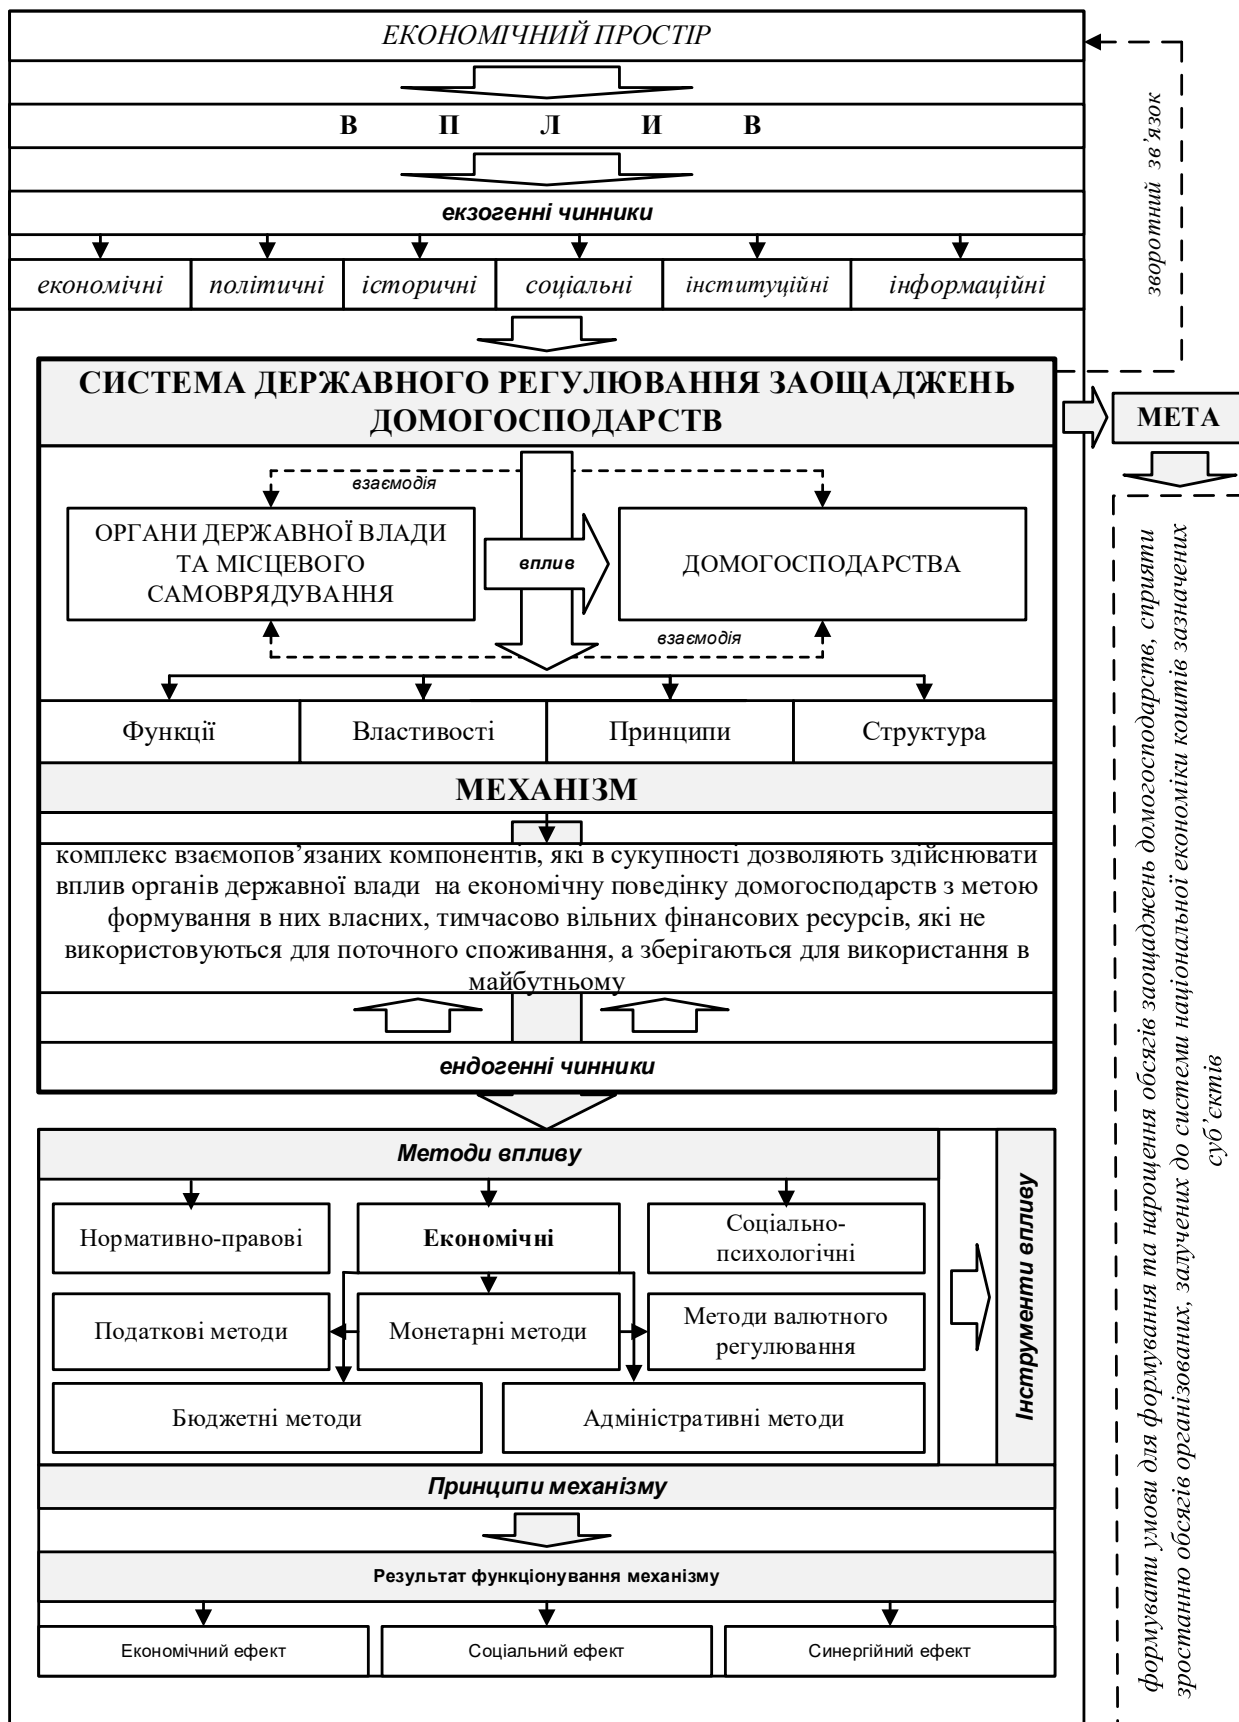 ЕКОНОМІЧНИЙ ПРОСТІР
В П Л И В
екзогенні чинники
економічні
політичні
історичні
соціальні
інституційні
інформаційні
зворотний зв’язок
СИСТЕМА ДЕРЖАВНОГО РЕГУЛЮВАННЯ ЗАОЩАДЖЕНЬ
ДОМОГОСПОДАРСТВ
МЕТА
взаємодія
ОРГАНИ ДЕРЖАВНОЇ ВЛАДИ
ТА МІСЦЕВОГО
САМОВРЯДУВАННЯ
вплив
ДОМОГОСПОДАРСТВА
взаємодія
Функції
Властивості
Принципи
Структура
МЕХАНІЗМ
комплекс взаємопов’язаних компонентів, які в сукупності дозволяють здійснювати
вплив органів державної влади на економічну поведінку домогосподарств з метою
формування в них власних, тимчасово вільних фінансових ресурсів, які не
використовуються для поточного споживання, а зберігаються для використання в
майбутньому
ендогенні чинники
формувати умови для формування та нарощення обсягів заощаджень домогосподарств, сприяти
зростанню обсягів організованих, залучених до системи національної економіки коштів зазначених
суб’єктів
Методи впливу
Нормативно-правові
Економічні
Соціально-
психологічні
Податкові методи
Монетарні методи
Методи валютного
регулювання
Бюджетні методи
Адміністративні методи
Інструменти впливу
Принципи механізму
Результат функціонування механізму
Економічний ефект
Соціальний ефект
Синергійний ефект